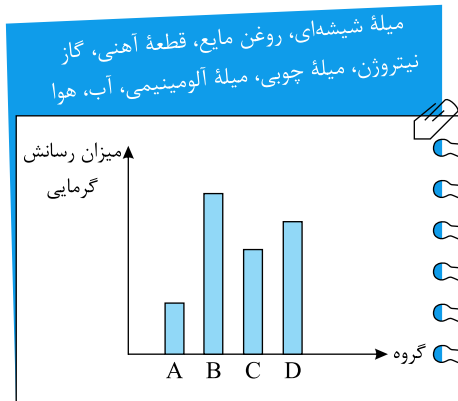 میلهٔ شیشه‌ای، روغن مایع، قطعهٔ آهنی، گاز
نیتروژن، میلهٔ چوبی، میلهٔ آلومینیمی، آب، هوا
میزان رسانش
گرمایی
A B C D
گروه